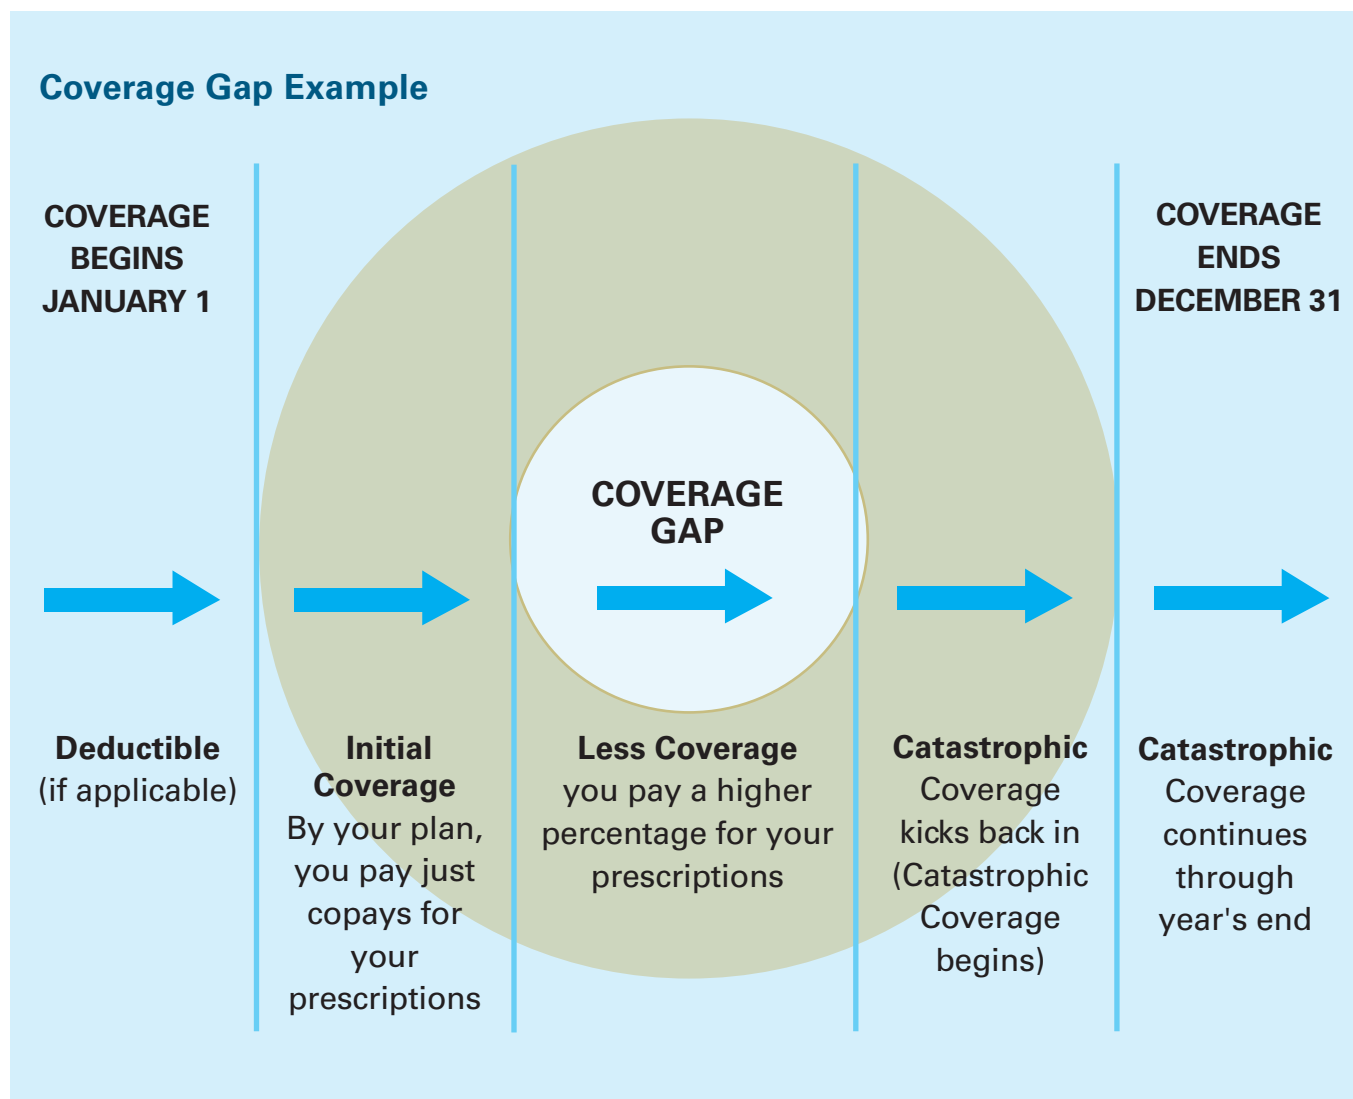 Coverage Gap Example
COVERAGE
BEGINS
JANUARY 1
COVERAGE
ENDS
DECEMBER 31
COVERAGE
GAP
Deductible
(if applicable)
Initial
Coverage
By your plan,
you pay just
copays for
your
prescriptions
Less Coverage
you pay a higher
percentage for your
prescriptions
Catastrophic
Coverage
kicks back in
(Catastrophic
Coverage
begins)
Catastrophic
Coverage
continues
through
year's end